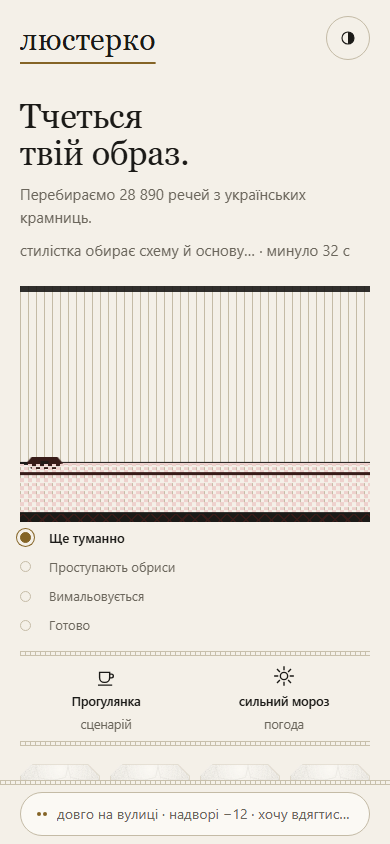 люстерко
Тчеться
твій образ.
Перебираємо 28 890 речей з українських
крамниць.
стилістка обирає схему й основу… · минуло 32 с
Ще туманно
Проступають обриси
Вимальовується
Готово
Прогулянка
сценарій
сильний мороз
погода
довго на вулиці · надворі −12 · хочу вдягтис…